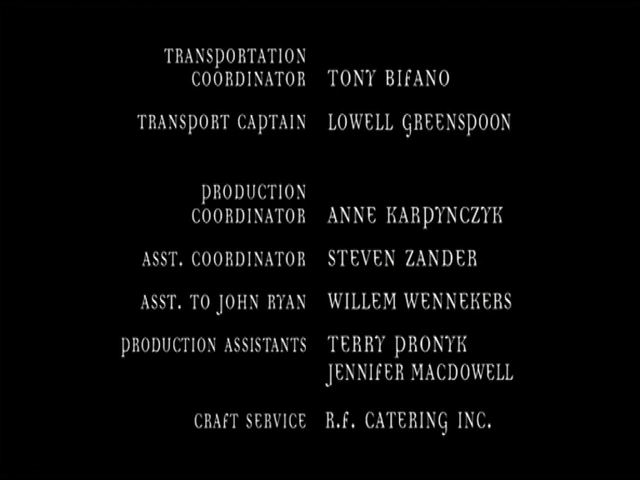 TRANSPORTATION
COORDINATOR TONY BIFANO
TRANSPORT CAPTAIN LOWELL GREENSPOON
PRODUCTION
COORDINATOR ANNE KARPYNCZYK
ASST. COORDINATOR STEVEN ZANDER
ASST. TO JOHN RYAN WILLEM WENNEKERS
PRODUCTION ASSISTANTS TERRY PRONYK
JENNIFER MACDOWELL
CRAFT SERVICE R.F. CATERING INC.